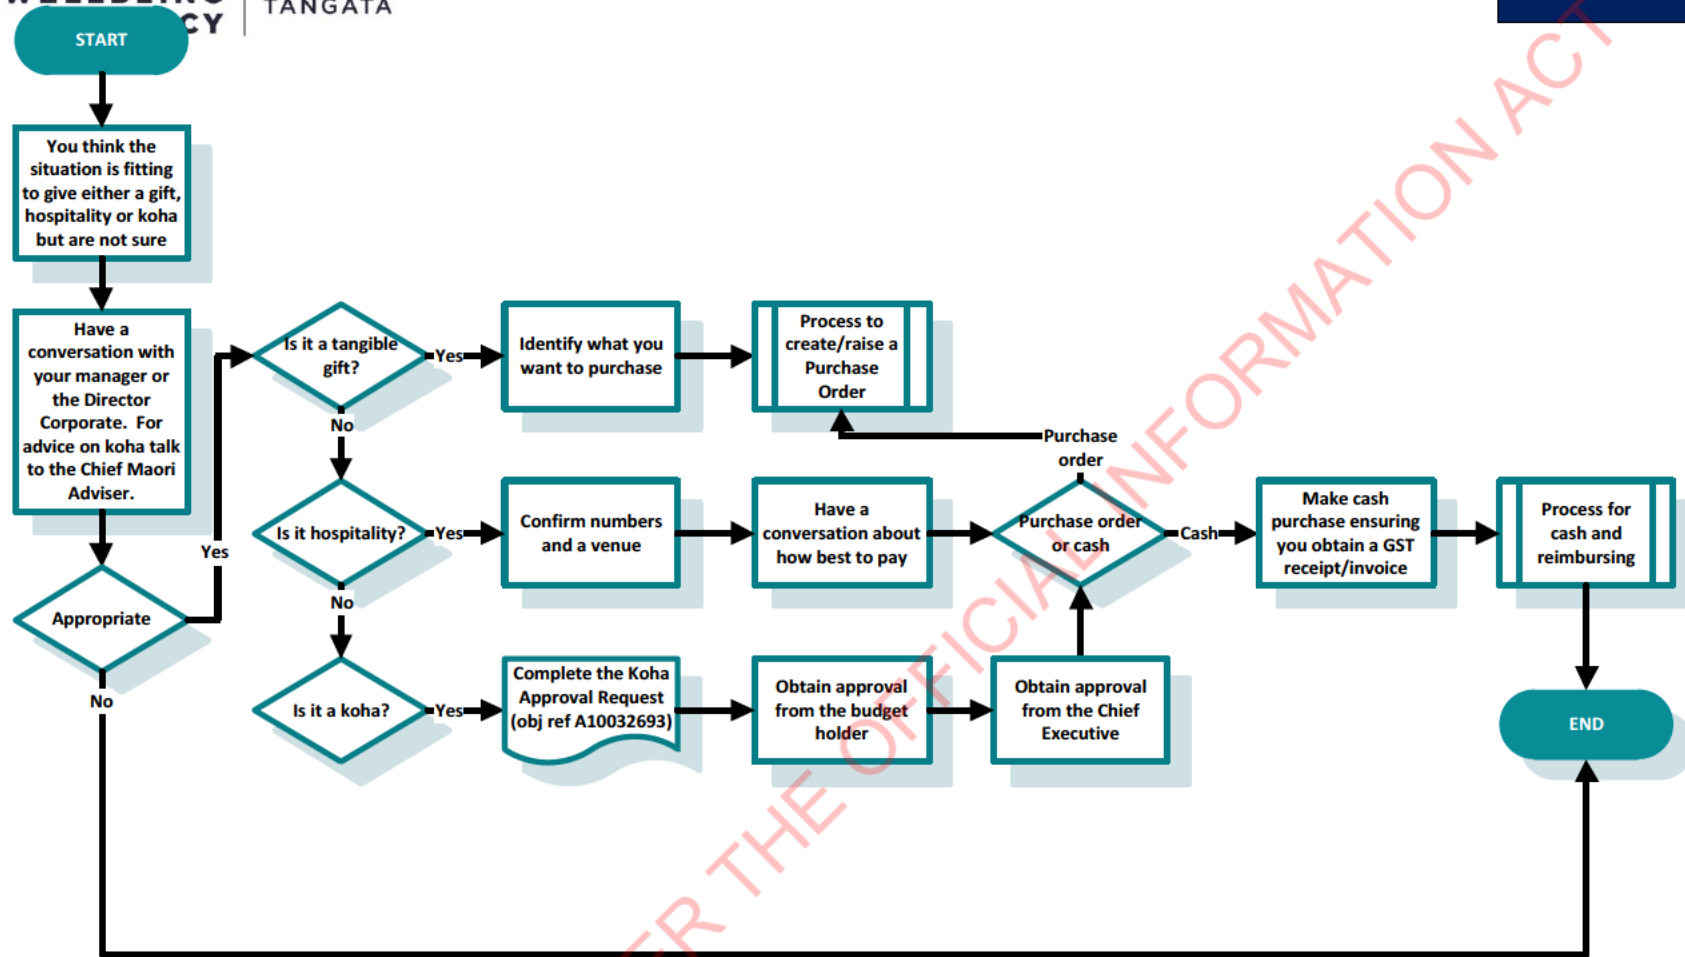 CY
TANGATA
START
You think the
situation is fitting
to give either a gift,
hospitality or koha
but are not sure
Have a
conversation with
your manager or
the Director
Corporate. For
advice on koha talk
to the Chief Maori
Adviser.
Appropriate
Yes
No
Is it a tangible
gift?
Yes
No
Identify what you
want to purchase
Process to
create/raise a
Purchase
Order
Is it hospitality?
Yes
No
Confirm numbers
and a venue
Have a
conversation about
how best to pay
Purchase order
or cash
Purchase
order
Cash
Make cash
purchase ensuring
you obtain a GST
receipt/invoice
Process for
cash and
reimbursing
Is it a koha?
Yes
Complete the Koha
Approval Request
(obj ref A10032693)
Obtain approval
from the budget
holder
Obtain approval
from the Chief
Executive
END
ER THE OFFICIAL INFORMATION ACT